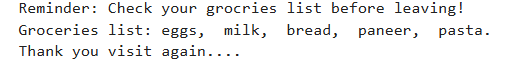 Reminder: Check your grocries list before leaving!
Groceries list: eggs,  milk,  bread,  paneer,  pasta.
Thank you visit again....